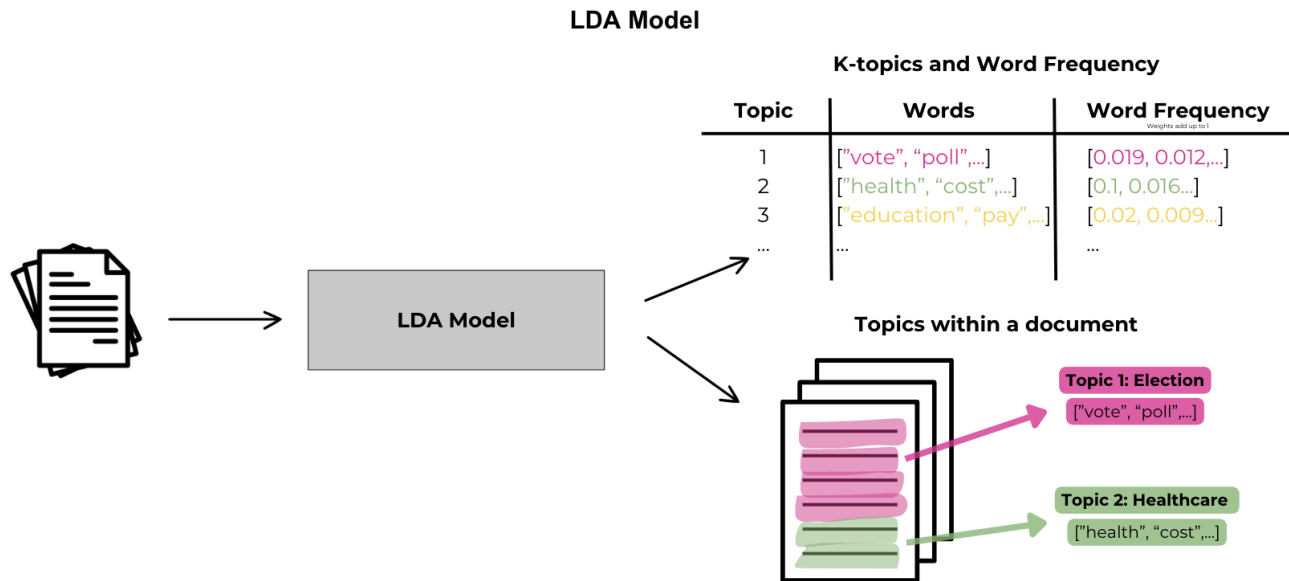 LDA Model
K-topics and Word Frequency
Topic Words Word Frequency
Weights add up to 1
1 ["vote", "poll",...] [0.019, 0.012,...]
2 ["health", "cost",...] [0.1, 0.016...]
3 ["education", "pay",...] [0.02, 0.009...]
... ... ...
LDA Model
Topics within a document
Topic 1: Election
["vote", "poll",...]
Topic 2: Healthcare
["health", "cost",...]